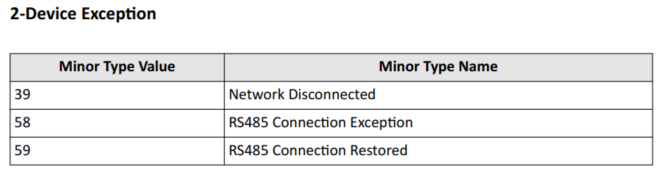 2-Device Exception
Minor Type Value Minor Type Name
39 Network Disconnected
58 RS485 Connection Exception
59 RS485 Connection Restored